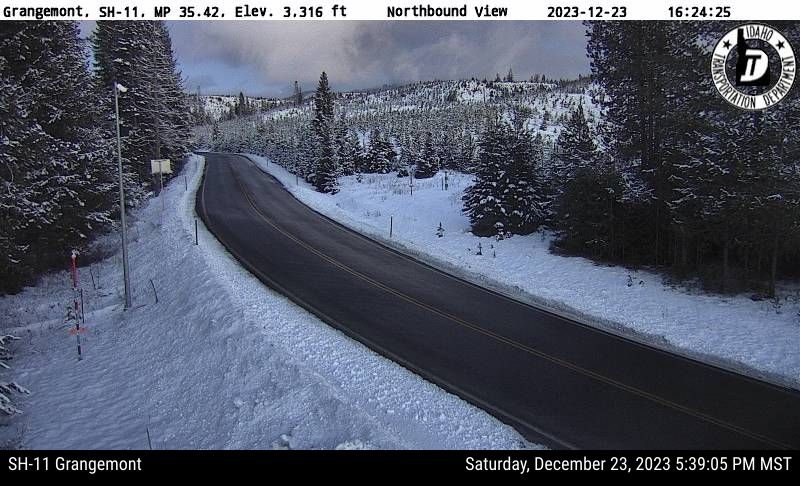 Grangemont, SH-11, MP 35.42, Elev. 3,316 ft Northbound View 2023-12-23 16:24:25
IDAHO
TRANSPORTATION DEPARTMENT
SH-11 Grangemont Saturday, December 23, 2023 5:39:05 PM MST